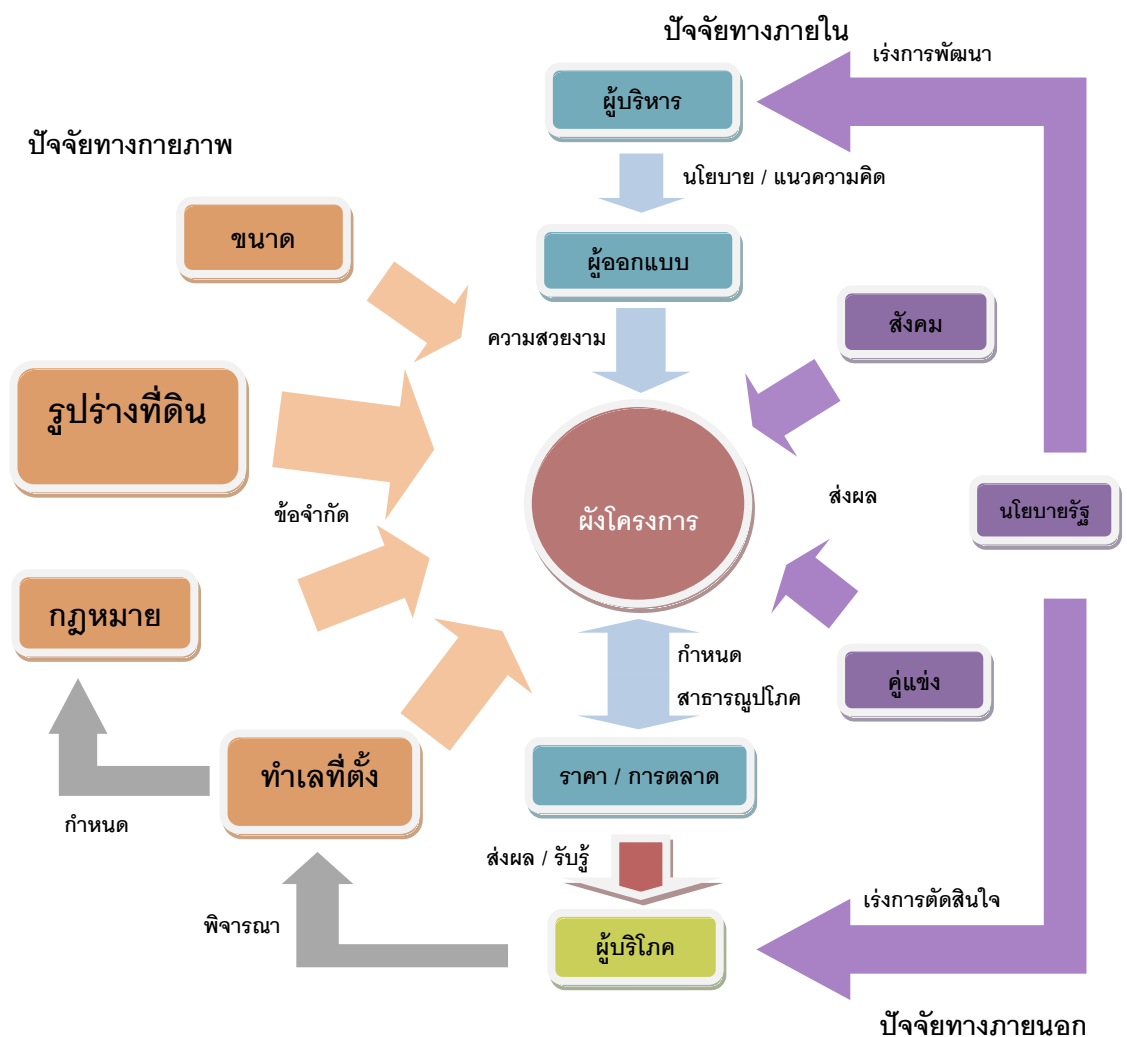 ปัจจัยทางภายใน
เร่งการพัฒนา
ผู้บริหาร
ปัจจัยทางกายภาพ
นโยบาย / แนวความคิด
ขนาด
ผู้ออกแบบ
สังคม
ความสวยงาม
รูปร่างที่ดิน
ส่งผล
นโยบายรัฐ
ข้อจำกัด
ผังโครงการ
กฎหมาย
กำหนด
สาธารณูปโภค
คู่แข่ง
ทำเลที่ตั้ง
ราคา / การตลาด
กำหนด
ส่งผล / รับรู้
เร่งการตัดสินใจ
พิจารณา
ผู้บริโภค
ปัจจัยทางภายนอก